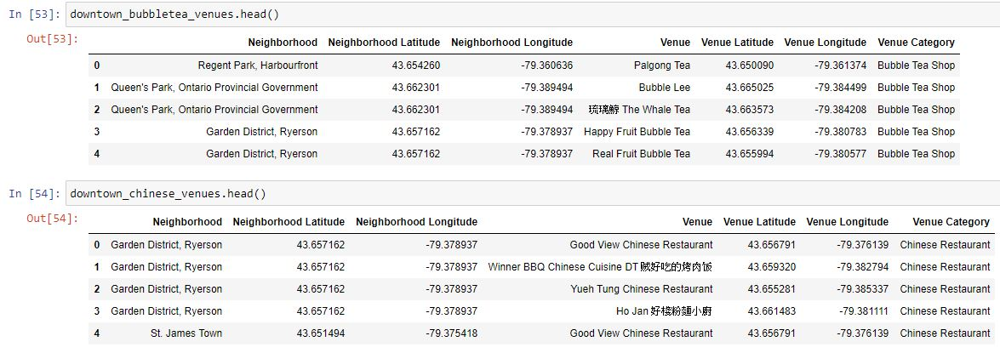 In [53]: downtown_bubbletea_venues.head()
Out[53]:
Neighborhood Neighborhood Latitude Neighborhood Longitude Venue Venue Latitude Venue Longitude Venue Category
0 Regent Park, Harbourfront 43.654260 -79.360636 Palgong Tea 43.650090 -79.361374 Bubble Tea Shop
1 Queen's Park, Ontario Provincial Government 43.662301 -79.389494 Bubble Lee 43.665025 -79.384499 Bubble Tea Shop
2 Queen's Park, Ontario Provincial Government 43.662301 -79.389494 琉璃鯨 The Whale Tea 43.663573 -79.384208 Bubble Tea Shop
3 Garden District, Ryerson 43.657162 -79.378937 Happy Fruit Bubble Tea 43.656339 -79.380783 Bubble Tea Shop
4 Garden District, Ryerson 43.657162 -79.378937 Real Fruit Bubble Tea 43.655994 -79.380577 Bubble Tea Shop
In [54]: downtown_chinese_venues.head()
Out[54]:
Neighborhood Neighborhood Latitude Neighborhood Longitude Venue Venue Latitude Venue Longitude Venue Category
0 Garden District, Ryerson 43.657162 -79.378937 Good View Chinese Restaurant 43.656791 -79.376139 Chinese Restaurant
1 Garden District, Ryerson 43.657162 -79.378937 Winner BBQ Chinese Cuisine DT 贼好吃的烤肉饭 43.659320 -79.382794 Chinese Restaurant
2 Garden District, Ryerson 43.657162 -79.378937 Yueh Tung Chinese Restaurant 43.655281 -79.385337 Chinese Restaurant
3 Garden District, Ryerson 43.657162 -79.378937 Ho Jan 好棧粉麵小廚 43.661483 -79.381111 Chinese Restaurant
4 St. James Town 43.651494 -79.375418 Good View Chinese Restaurant 43.656791 -79.376139 Chinese Restaurant